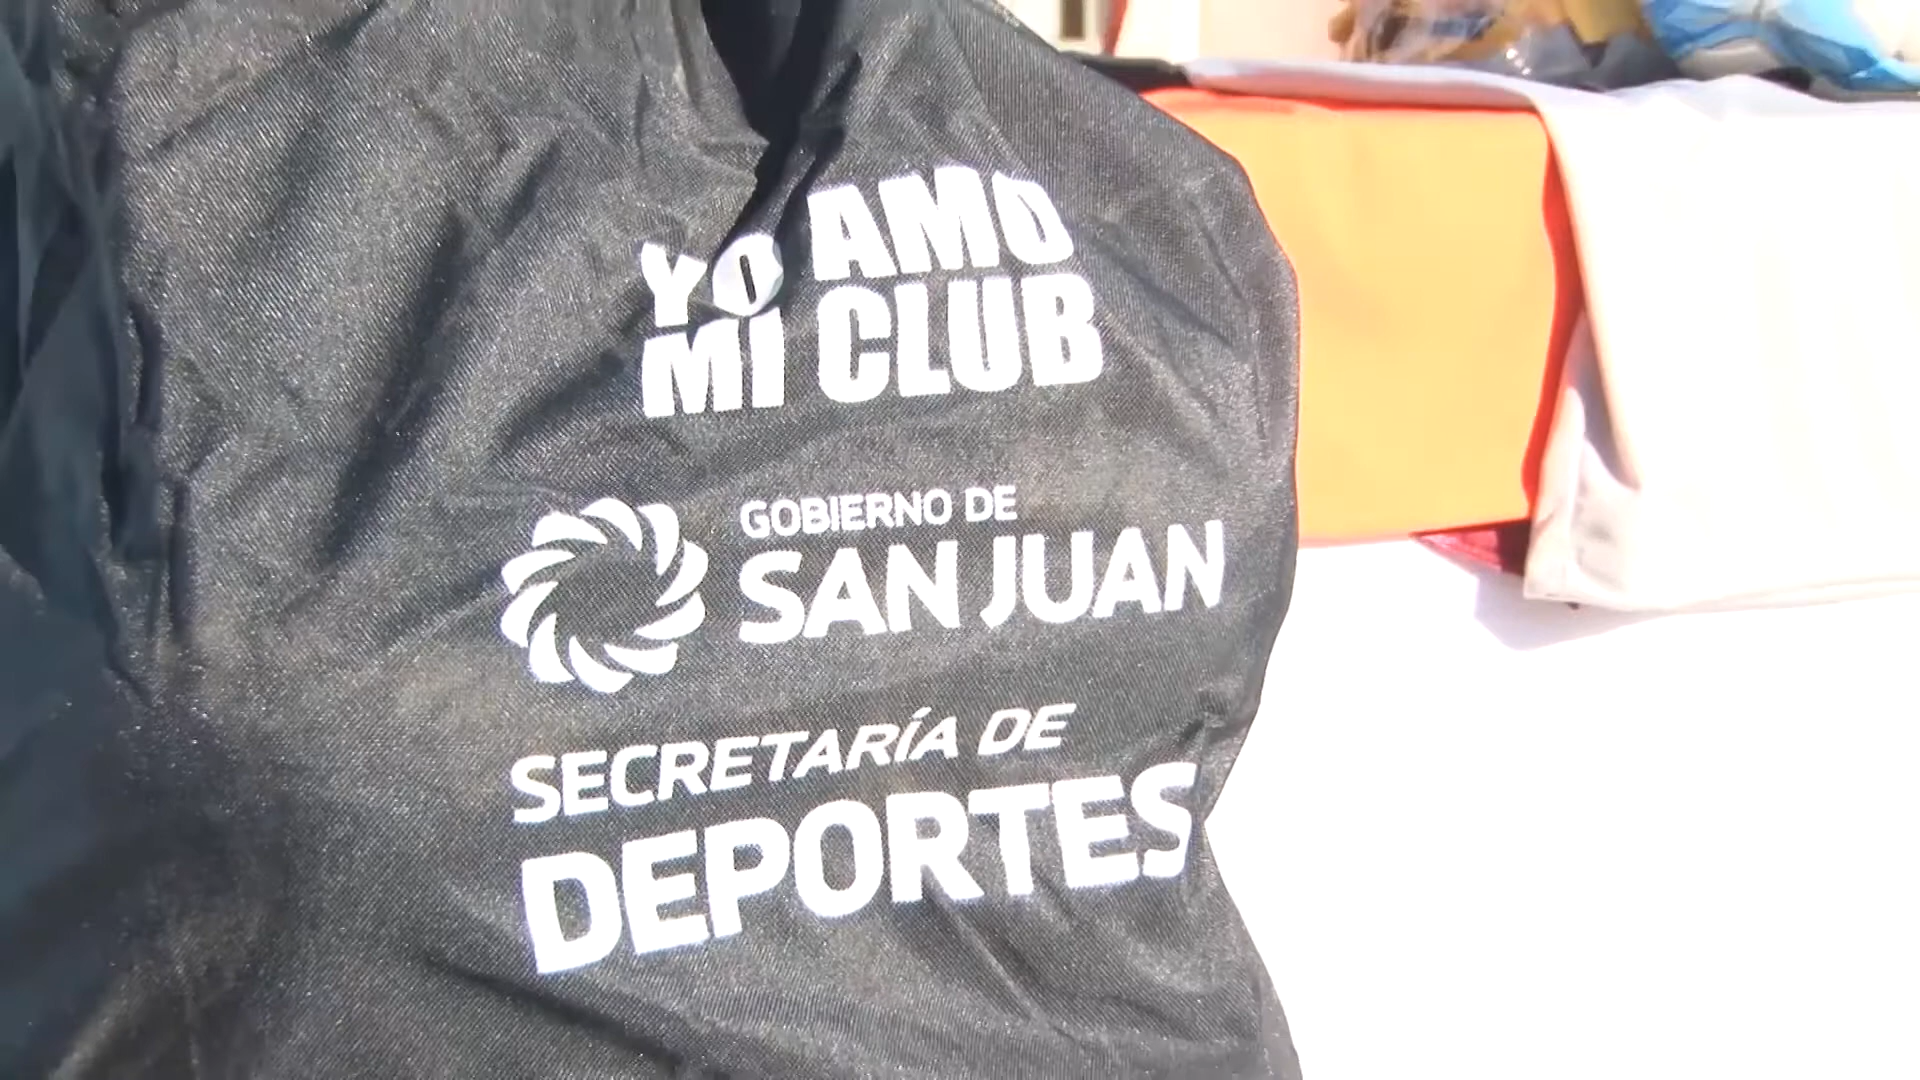 YO AMO
MI CLUB
GOBIERNO DE
SAN JUAN
SECRETARÍA DE
DEPORTES